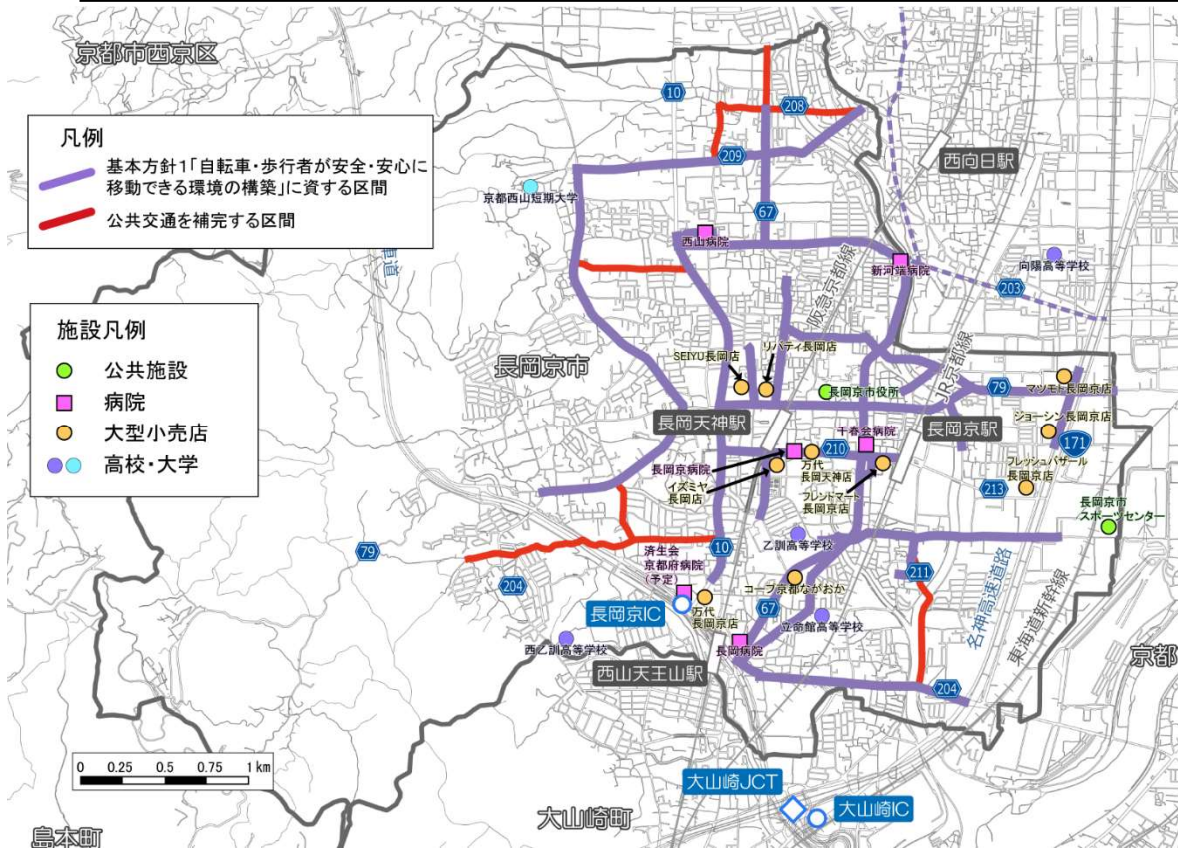 京都市西京区
凡例
基本方針1「自転車・歩行者が安全・安心に
移動できる環境の構築」に資する区間
公共交通を補完する区間
施設凡例
公共施設
病院
大型小売店
高校・大学
10
208
209
西向日駅
京都西山短期大学
67
西山病院
新河端病院
向陽高等学校
203
車道
阪急京都線
長岡京市
SEIYU長岡店
リバティ長岡店
長岡京市役所
JR京都線
79
マツモト長岡京店
長岡天神駅
長岡京駅
ジョーシン長岡京店
171
千春会病院
210
長岡京病院
万代
長岡天神店
イズミヤ
長岡店
フレンドマート
長岡京店
フレッシュバザール
長岡京店
213
長岡京市
スポーツセンター
乙訓高等学校
79
10
済生会
京都府病院
(予定)
204
211
コープ京都ながおか
長岡京IC
万代
長岡京店
67
立命館高等学校
名神高速道路
東海道新幹線
西乙訓高等学校
長岡病院
京都
西山天王山駅
204
0 0.25 0.5 0.75 1 km
大山崎JCT
大山崎IC
大山崎町
島本町